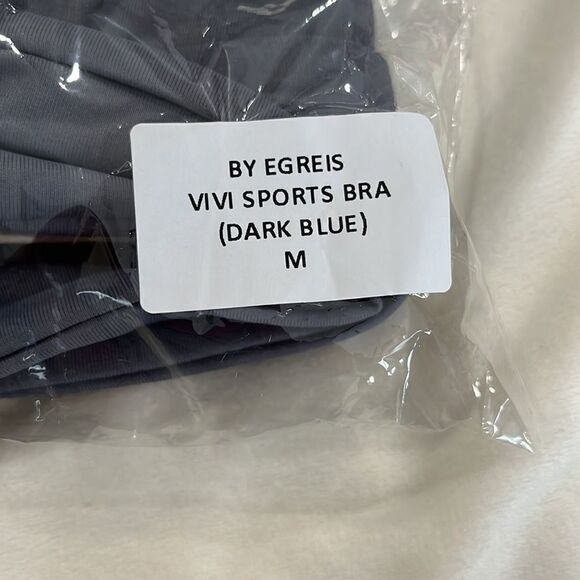 BY EGREIS
VIVI SPORTS BRA
(DARK BLUE)
M